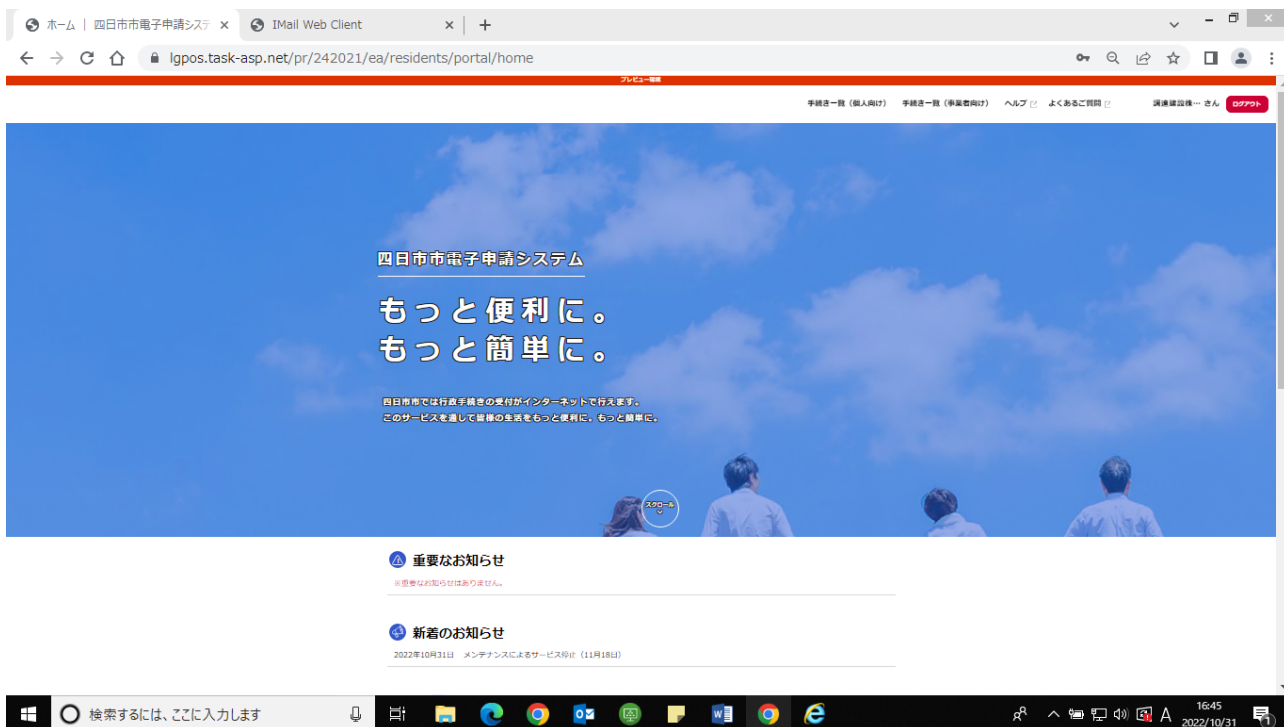 ホーム | 四日市市電子申請システ
IMail Web Client
lgpos.task-asp.net/pr/242021/ea/residents/portal/home
プレビュー環境
手続き一覧（個人向け） 手続き一覧（事業者向け） ヘルプ よくあるご質問 調達建設株… さん ログアウト
四日市市電子申請システム
もっと便利に。
もっと簡単に。
四日市市では行政手続きの受付がインターネットで行えます。
このサービスを通して皆様の生活をもっと便利に。もっと簡単に。
スクロール
重要なお知らせ
※重要なお知らせはありません。
新着のお知らせ
2022年10月31日 メンテナンスによるサービス停止（11月18日）
検索するには、ここに入力します
A
16:45
2022/10/31